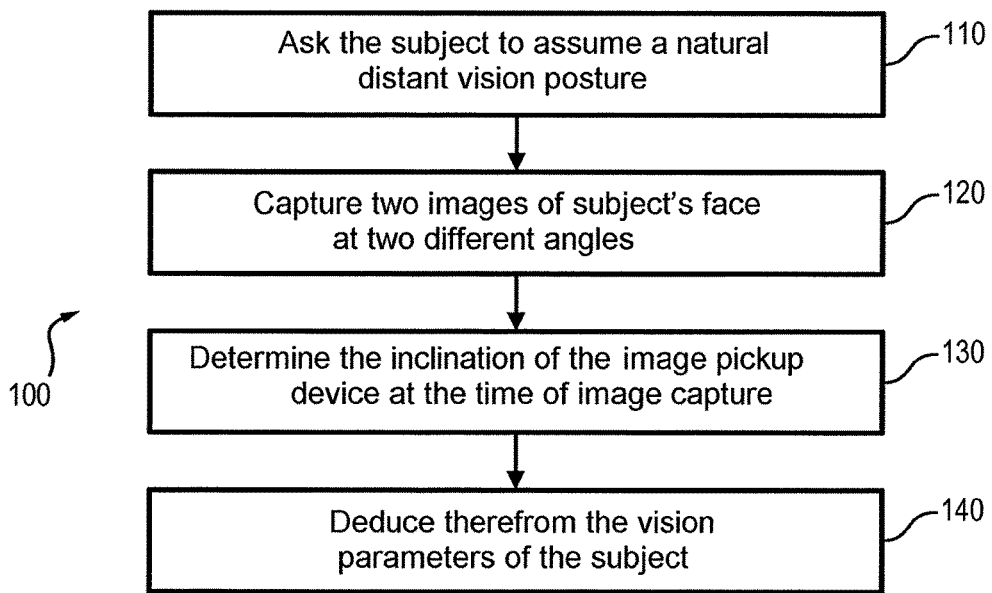 Ask the subject to assume a natural
distant vision posture
110
Capture two images of subject's face
at two different angles
120
Determine the inclination of the image pickup
device at the time of image capture
130
100
Deduce therefrom the vision
parameters of the subject
140